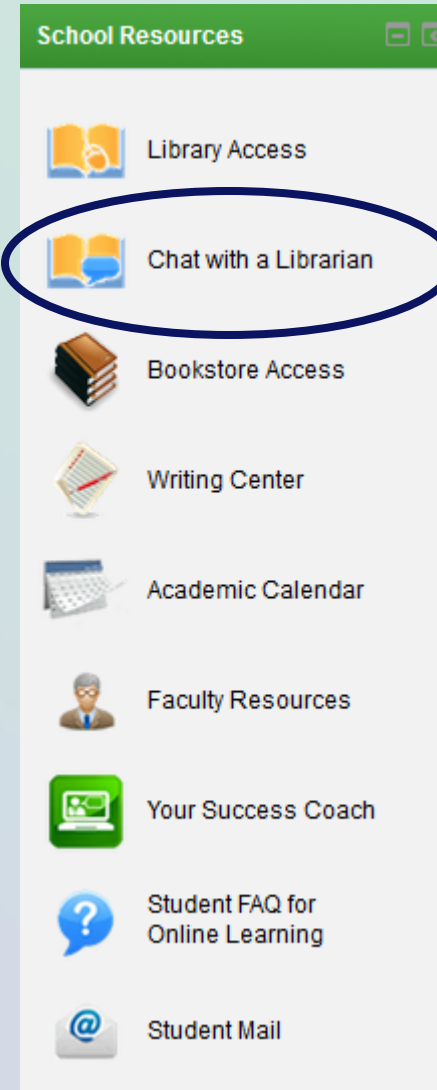 School Resources
Library Access
Chat with a Librarian
Bookstore Access
Writing Center
Academic Calendar
Faculty Resources
Your Success Coach
Student FAQ for
Online Learning
Student Mail